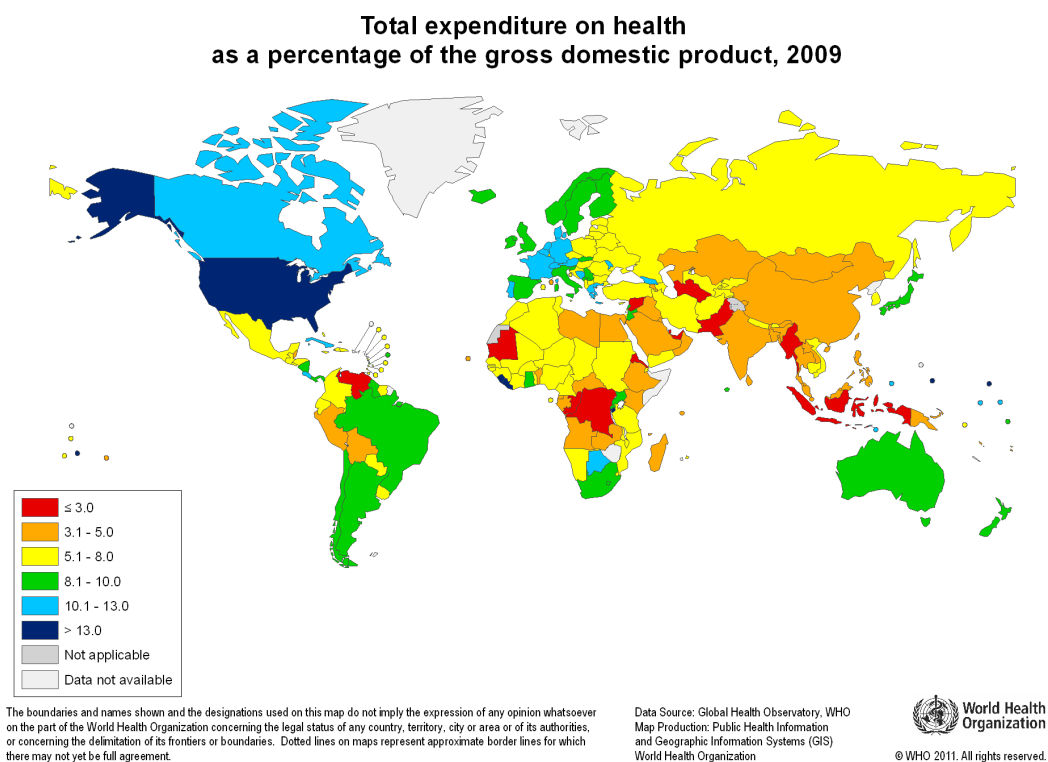 Total expenditure on health
as a percentage of the gross domestic product, 2009
≤ 3.0
3.1 - 5.0
5.1 - 8.0
8.1 - 10.0
10.1 - 13.0
> 13.0
Not applicable
Data not available
The boundaries and names shown and the designations used on this map do not imply the expression of any opinion whatsoever
on the part of the World Health Organization concerning the legal status of any country, territory, city or area or of its authorities,
or concerning the delimitation of its frontiers or boundaries. Dotted lines on maps represent approximate border lines for which
there may not yet be full agreement.
Data Source: Global Health Observatory, WHO
Map Production: Public Health Information
and Geographic Information Systems (GIS)
World Health Organization
World Health
Organization
© WHO 2011. All rights reserved.